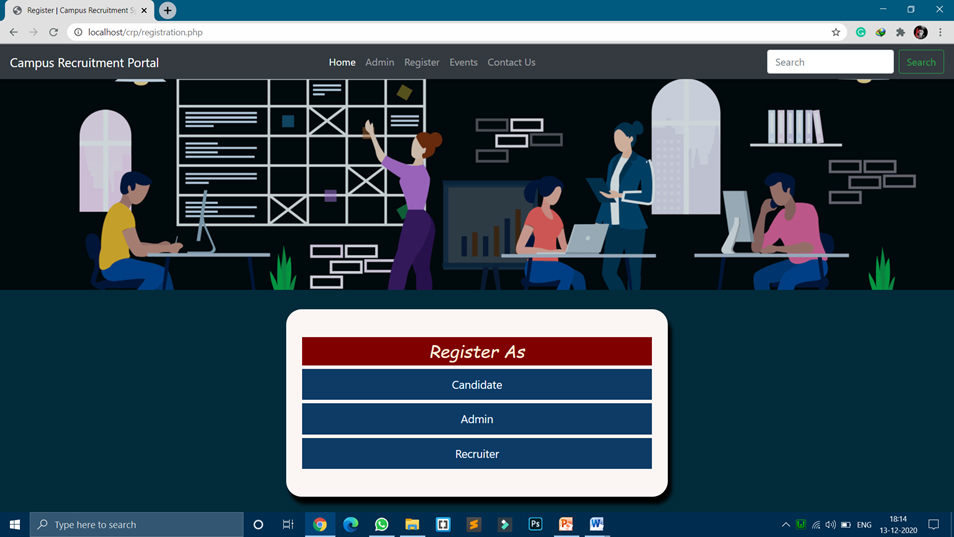 Register | Campus Recruitment S
localhost/crp/registration.php
Campus Recruitment Portal
Home Admin Register Events Contact Us
Search Search
Register As
Candidate
Admin
Recruiter
Type here to search
Ps
P
W
ENG
18:14
13-12-2020